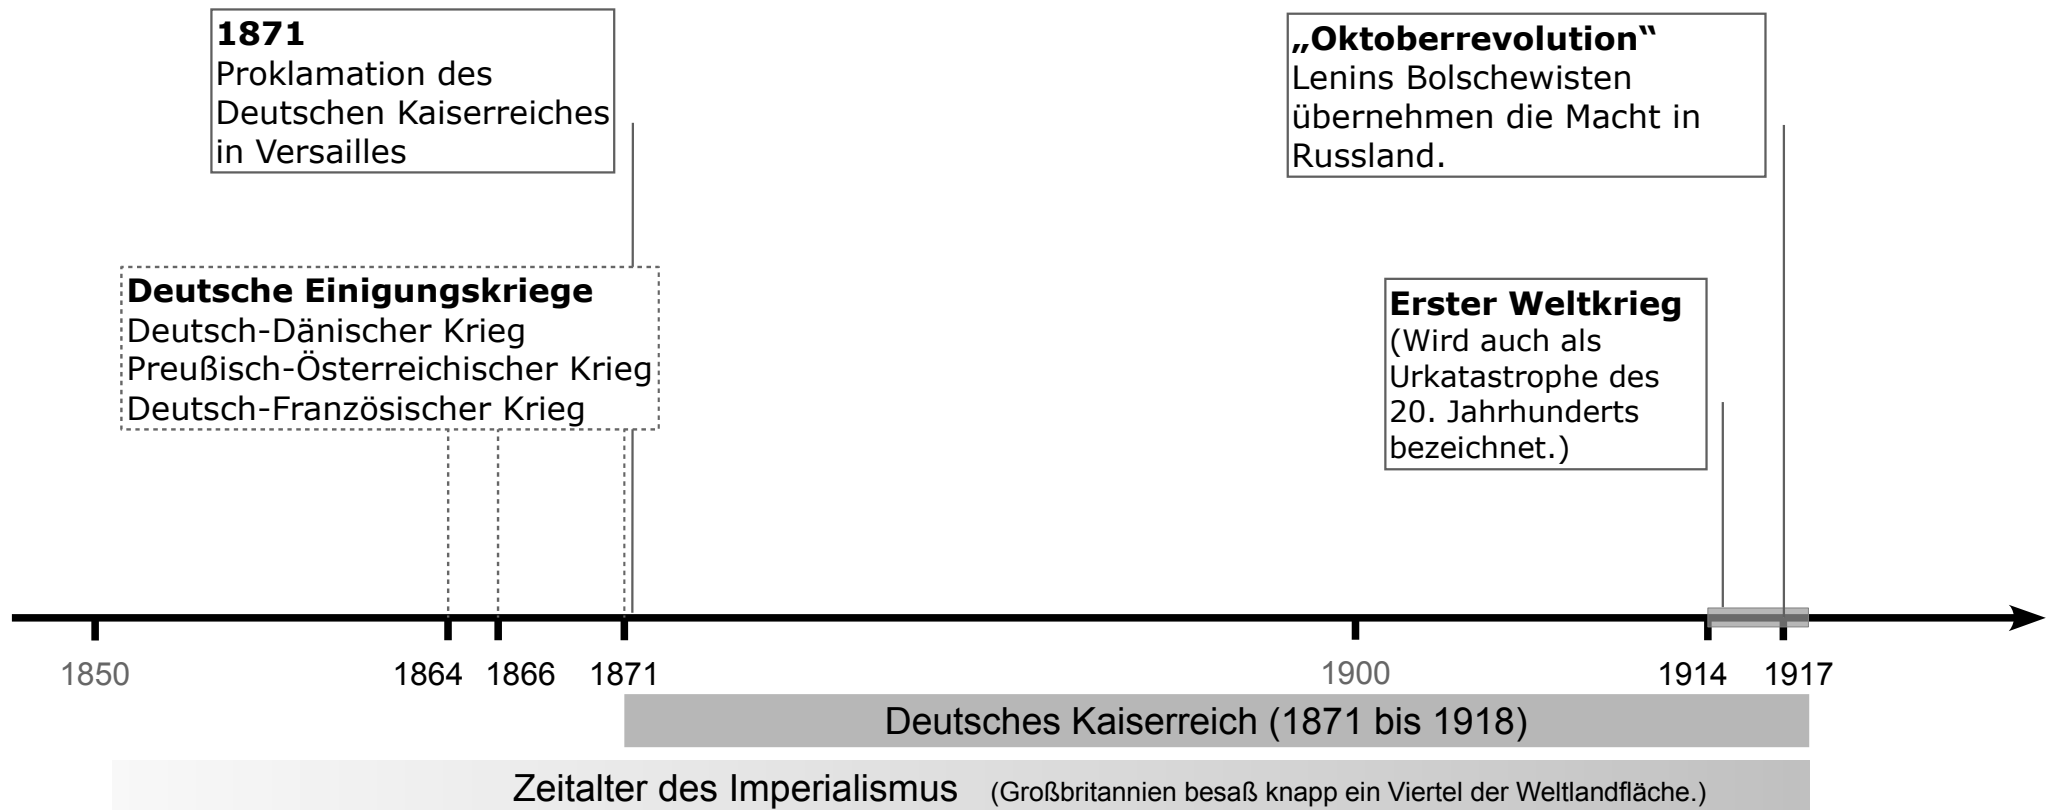 1871
Proklamation des
Deutschen Kaiserreiches
in Versailles
„Oktoberrevolution“
Lenins Bolschewisten
übernehmen die Macht in
Russland.
Deutsche Einigungskriege
Deutsch-Dänischer Krieg
Preußisch-Österreichischer Krieg
Deutsch-Französischer Krieg
Erster Weltkrieg
(Wird auch als
Urkatastrophe des
20. Jahrhunderts
bezeichnet.)
1850 1864 1866 1871 1900 1914 1917
Deutsches Kaiserreich (1871 bis 1918)
Zeitalter des Imperialismus (Großbritannien besaß knapp ein Viertel der Weltlandfläche.)